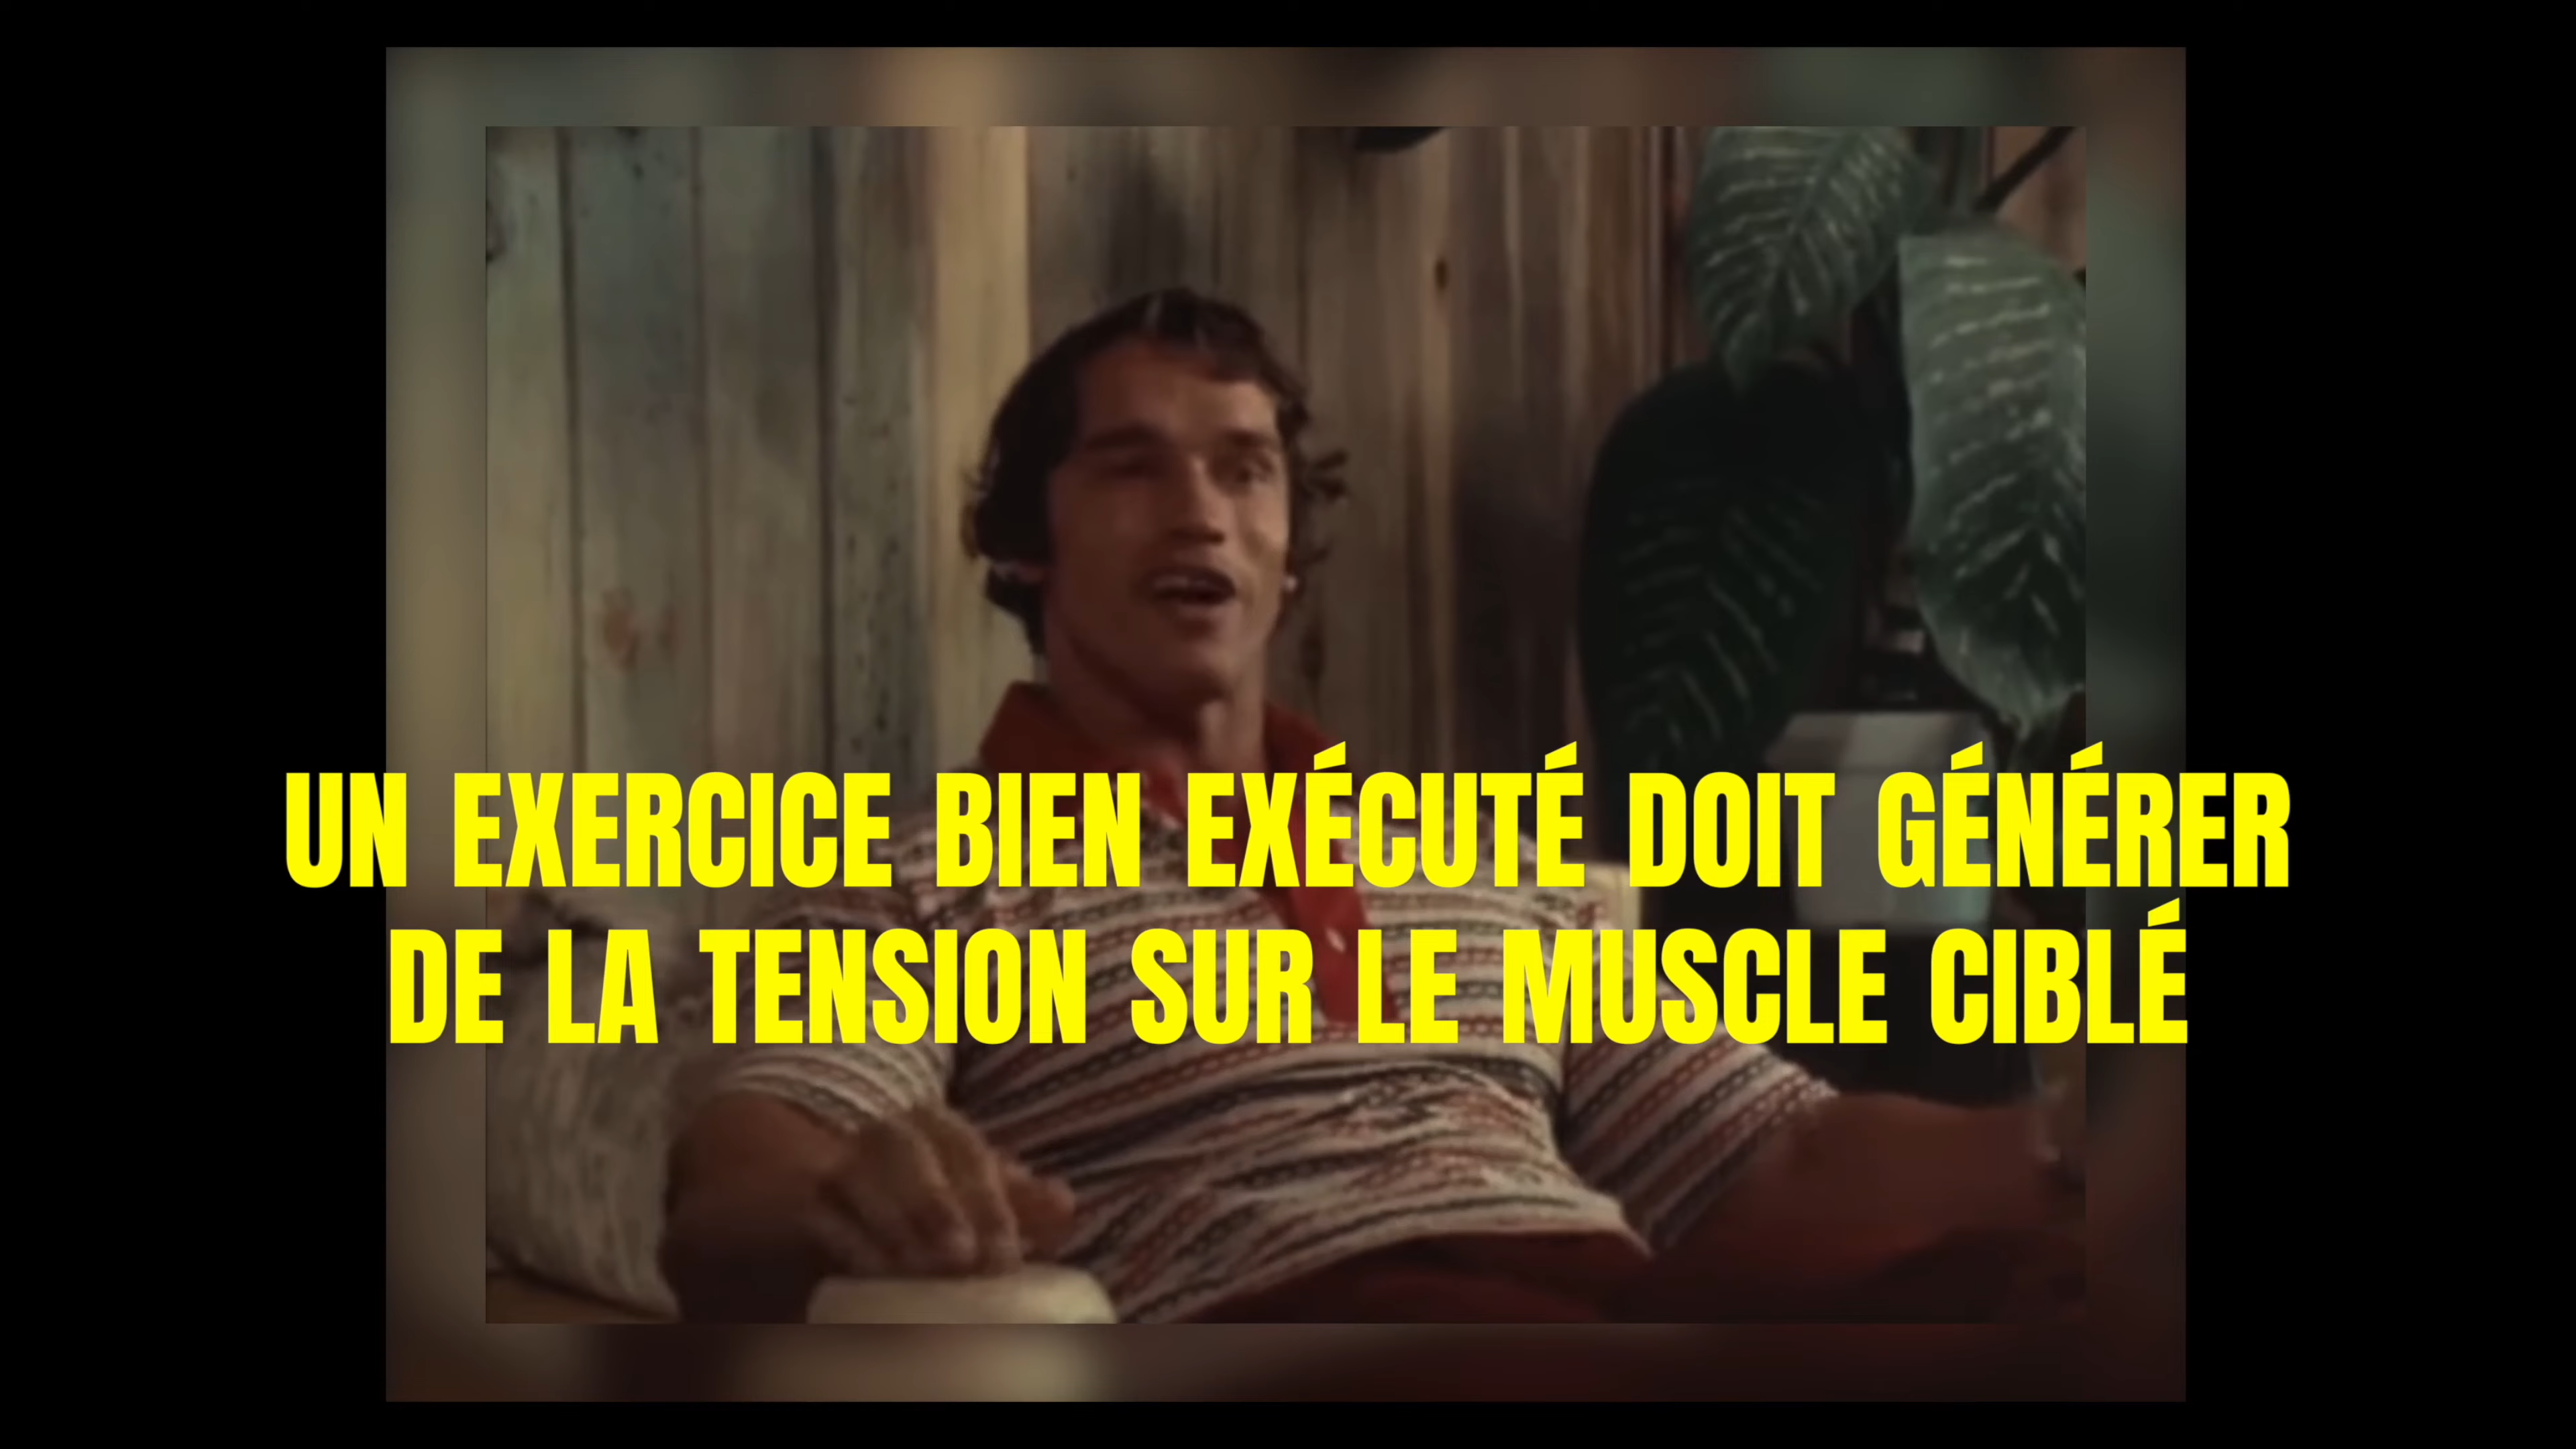 UN EXERCICE BIEN EXÉCUTÉ DOIT GÉNÉRER
DE LA TENSION SUR LE MUSCLE CIBLÉ